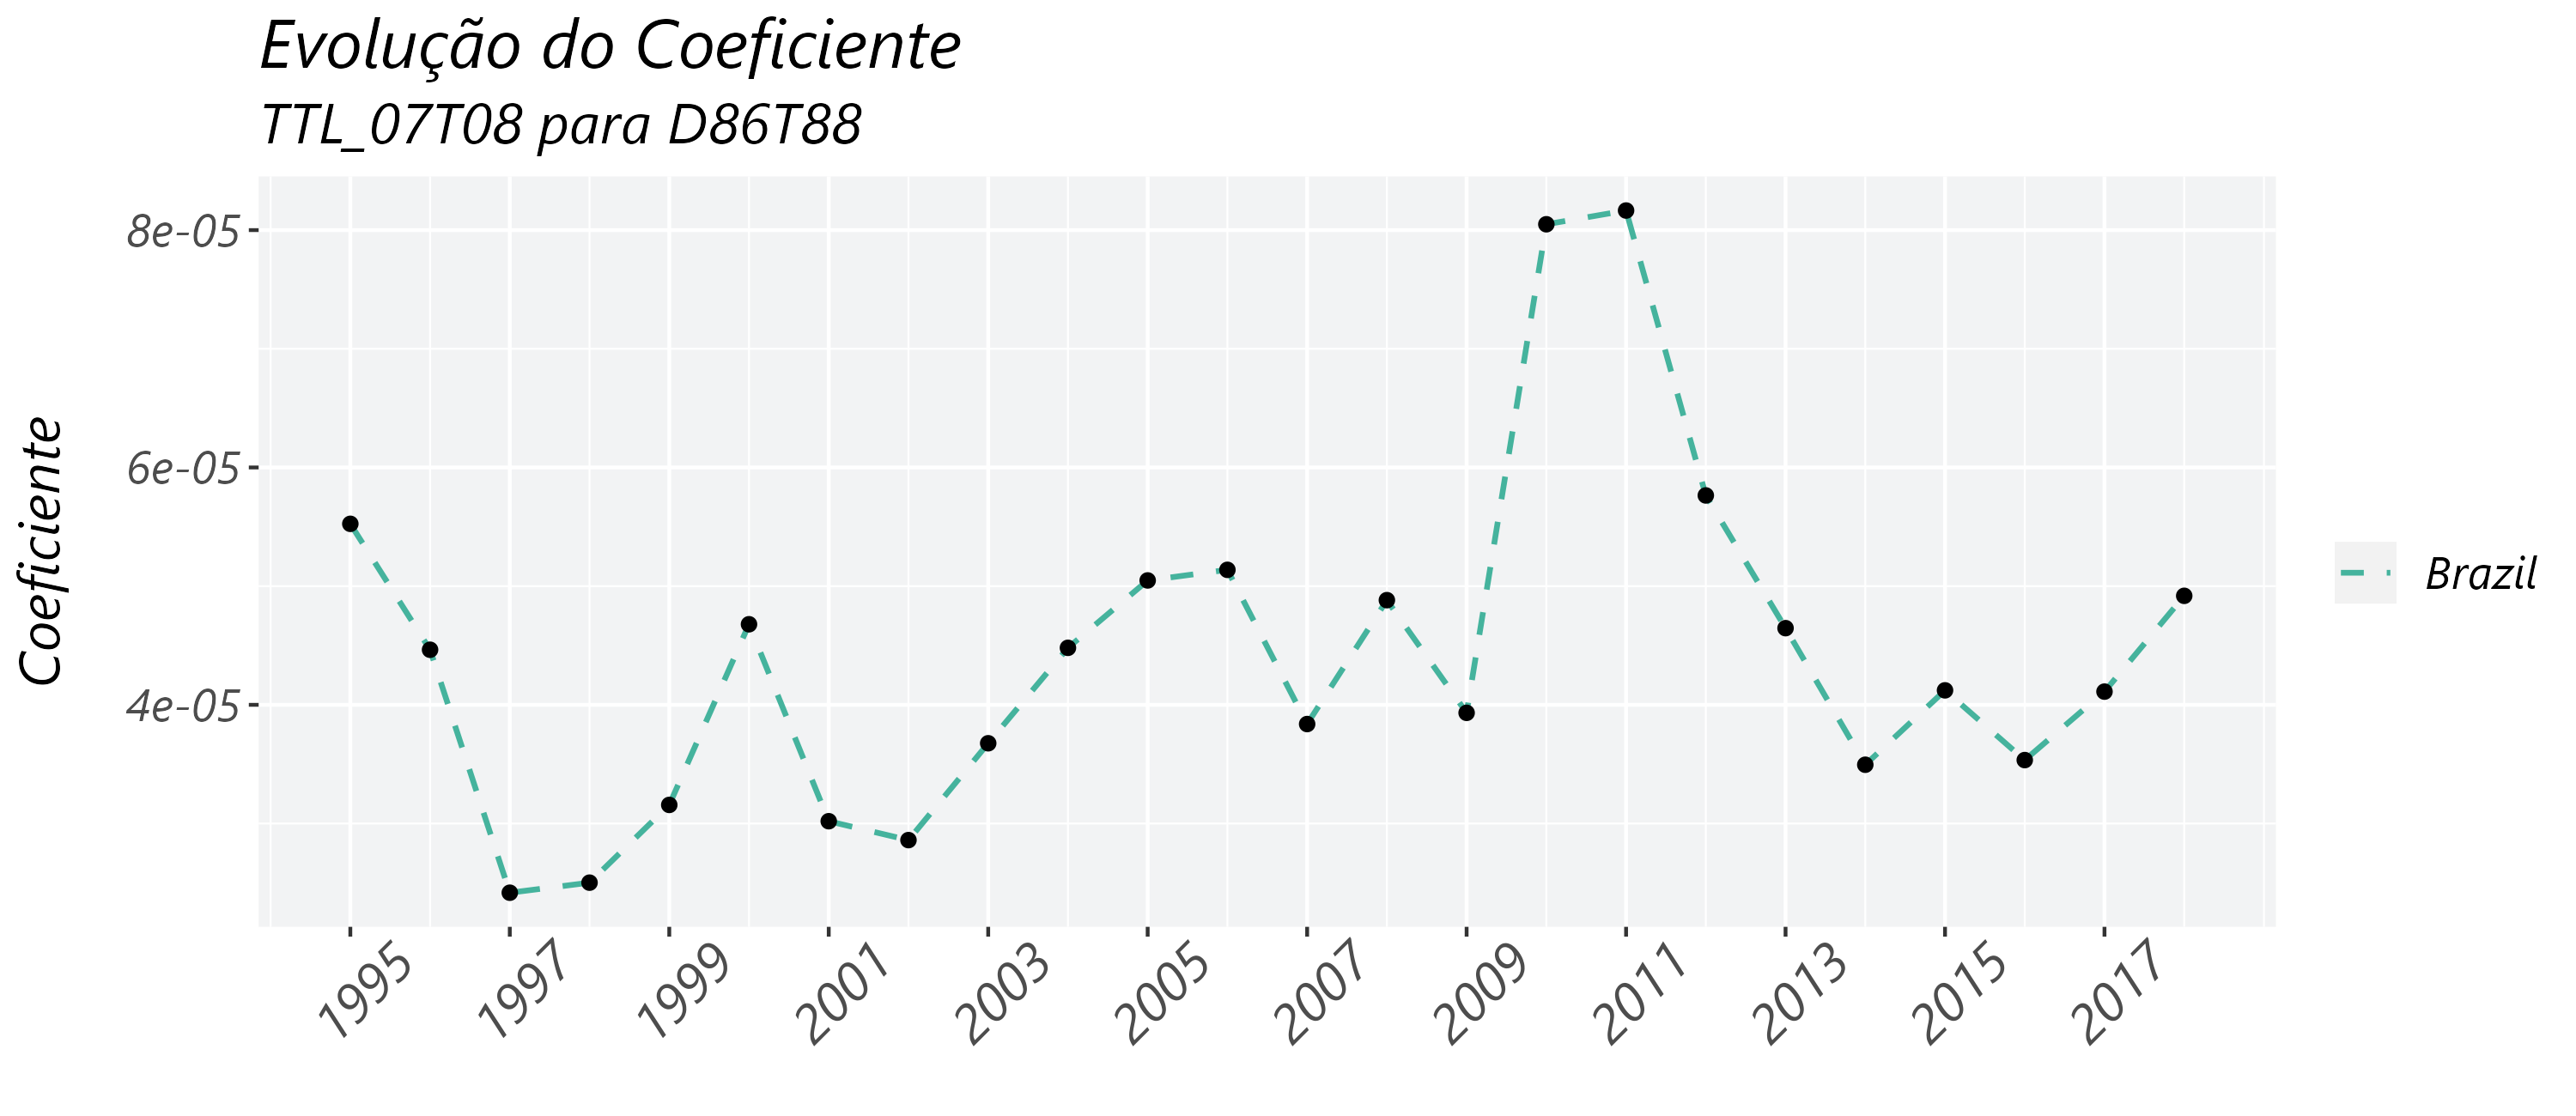 Evolução do Coeficiente
TTL_07T08 para D86T88
Coeficiente
8e-05
6e-05
4e-05
1995
1997
1999
2001
2003
2005
2007
2009
2011
2013
2015
2017
Brazil